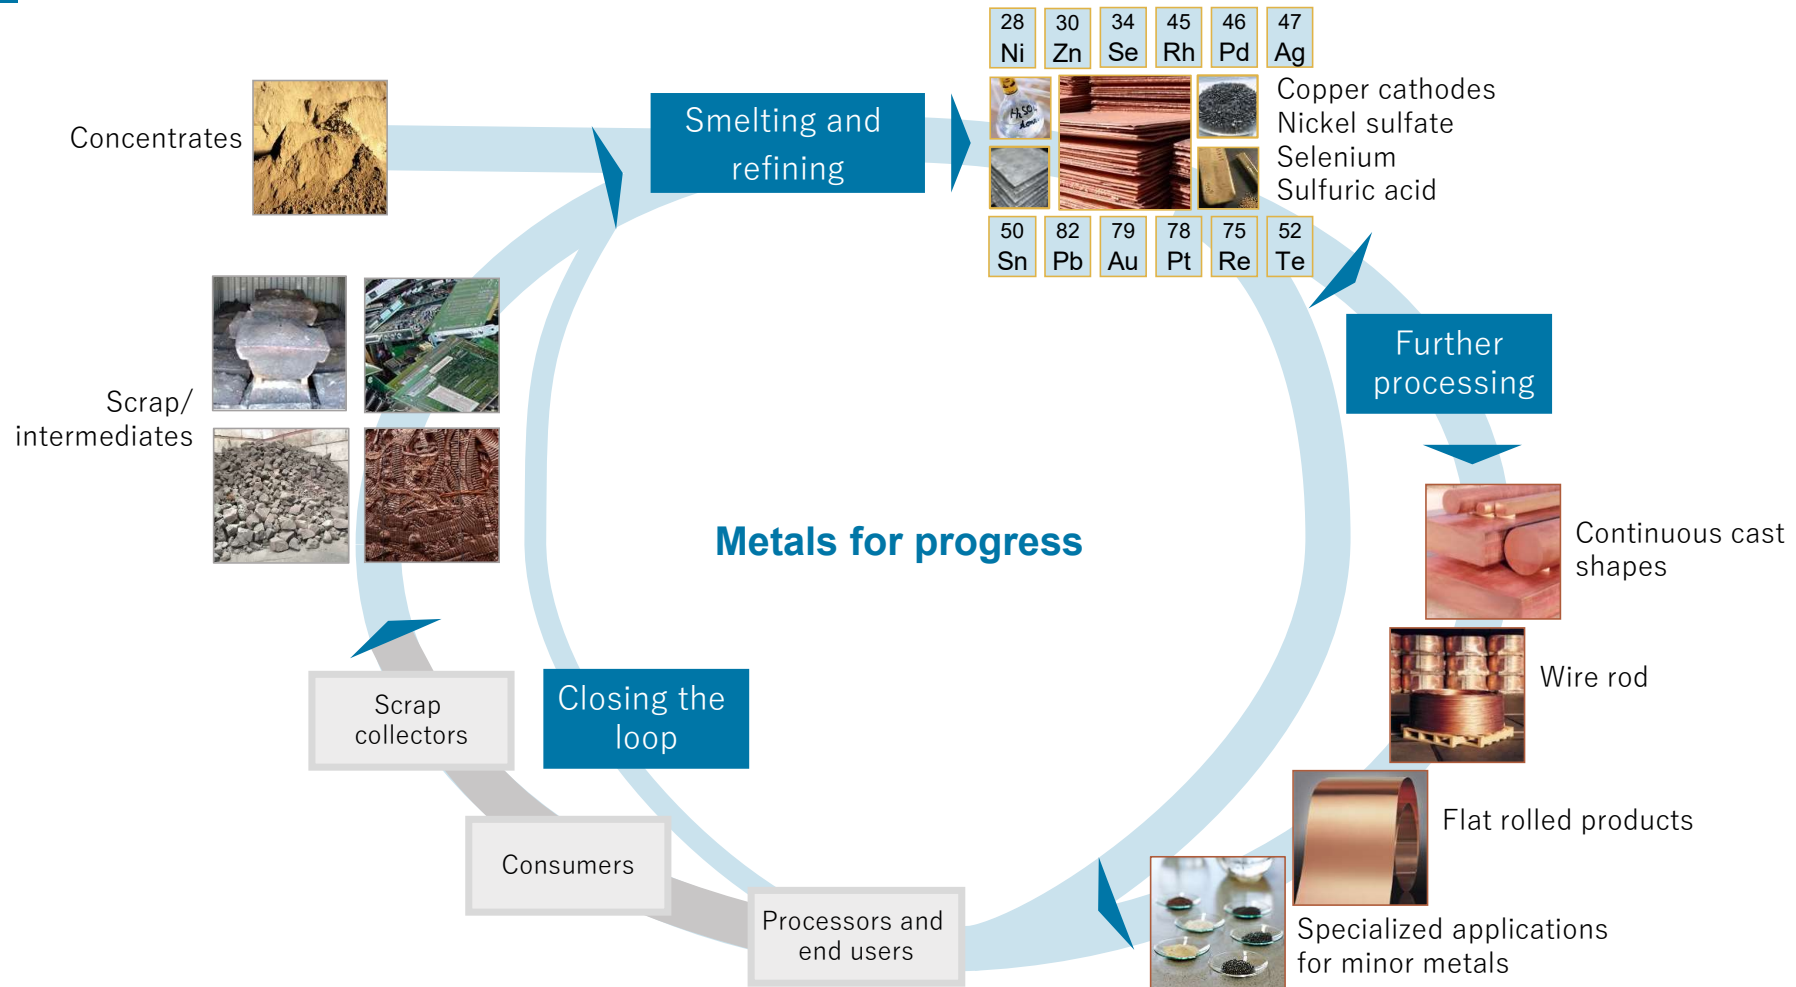 28 30 34 45 46 47
Ni Zn Se Rh Pd Ag
Concentrates
Smelting and
refining
Copper cathodes
Nickel sulfate
Selenium
Sulfuric acid
50 82 79 78 75 52
Sn Pb Au Pt Re Te
Further
processing
Scrap/
intermediates
Metals for progress
Continuous cast
shapes
Wire rod
Scrap
collectors
Closing the
loop
Flat rolled products
Consumers
Processors and
end users
Specialized applications
for minor metals